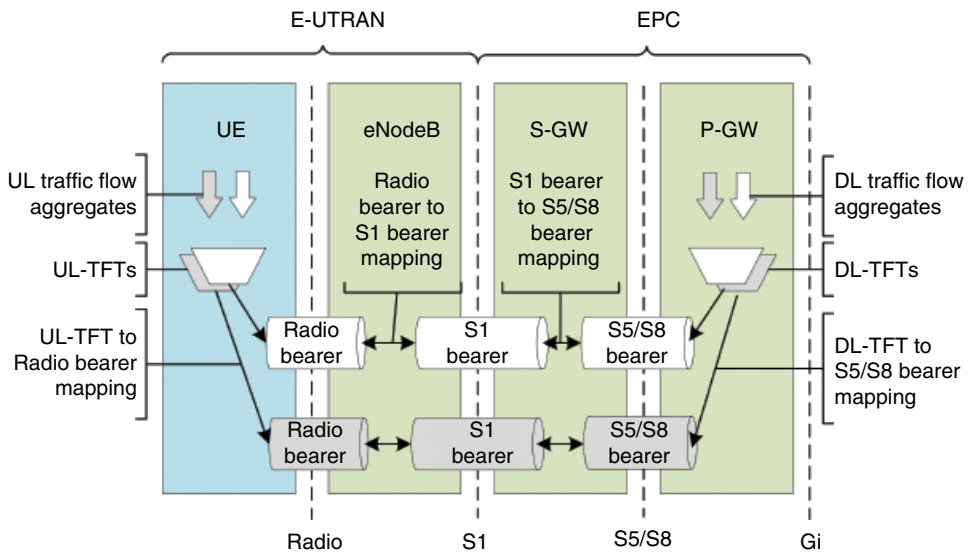 E-UTRAN
EPC
UE
eNodeB
S-GW
P-GW
UL traffic flow
aggregates
Radio
bearer to
S1 bearer
mapping
S1 bearer
to S5/S8
bearer
mapping
DL traffic flow
aggregates
UL-TFTs
DL-TFTs
UL-TFT to
Radio bearer
mapping
Radio
bearer
S1
bearer
S5/S8
bearer
DL-TFT to
S5/S8 bearer
mapping
Radio
bearer
S1
bearer
S5/S8
bearer
Radio
S1
S5/S8
Gi